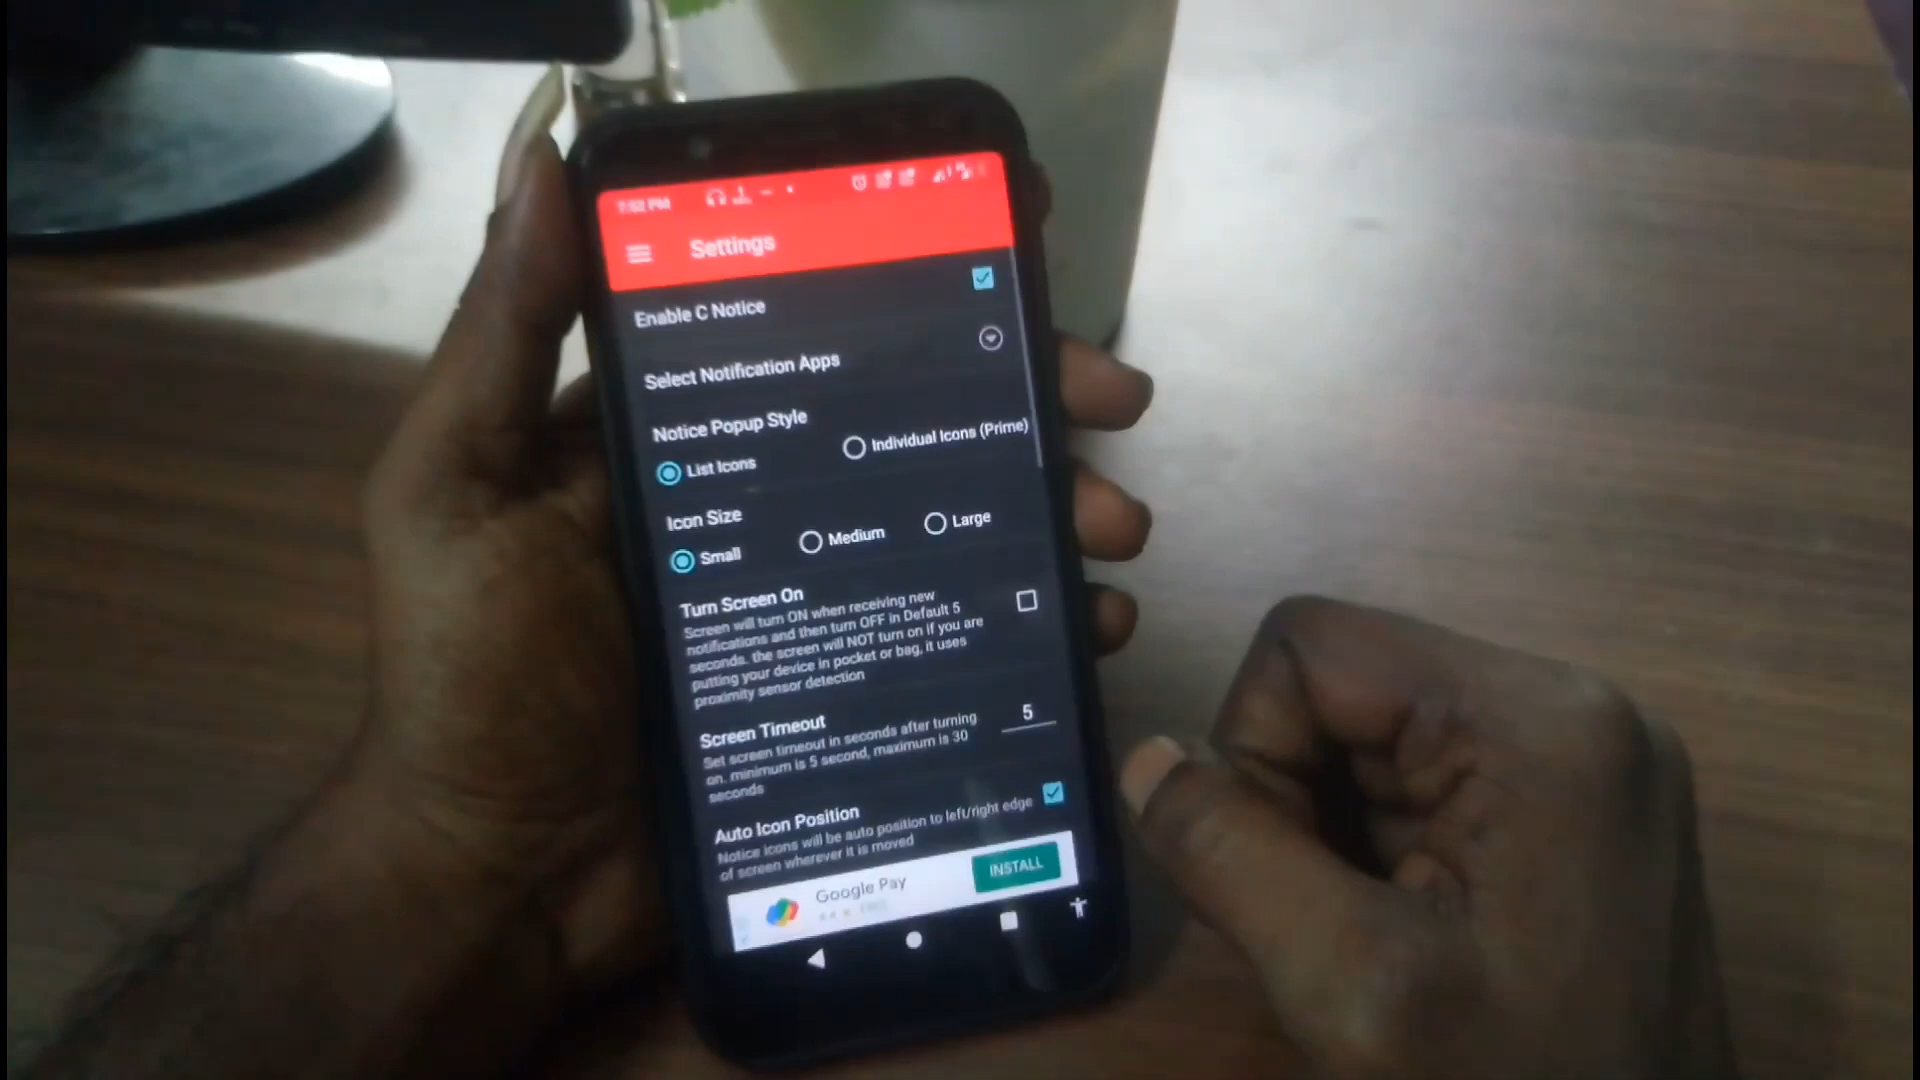 7:52 PM
Settings
Enable C Notice
Select Notification Apps
Notice Popup Style
List Icons
Individual Icons (Prime)
Icon Size
Small
Medium
Large
Turn Screen On
Screen will turn ON when receiving new
notifications and then turn OFF in Default 5
seconds. the screen will NOT turn on if you are
putting your device in pocket or bag, it uses
proximity sensor detection
Screen Timeout
5
Set screen timeout in seconds after turning
on. minimum is 5 second, maximum is 30
seconds
Auto Icon Position
Notice icons will be auto position to left/right edge
of screen wherever it is moved
Google Pay
INSTALL